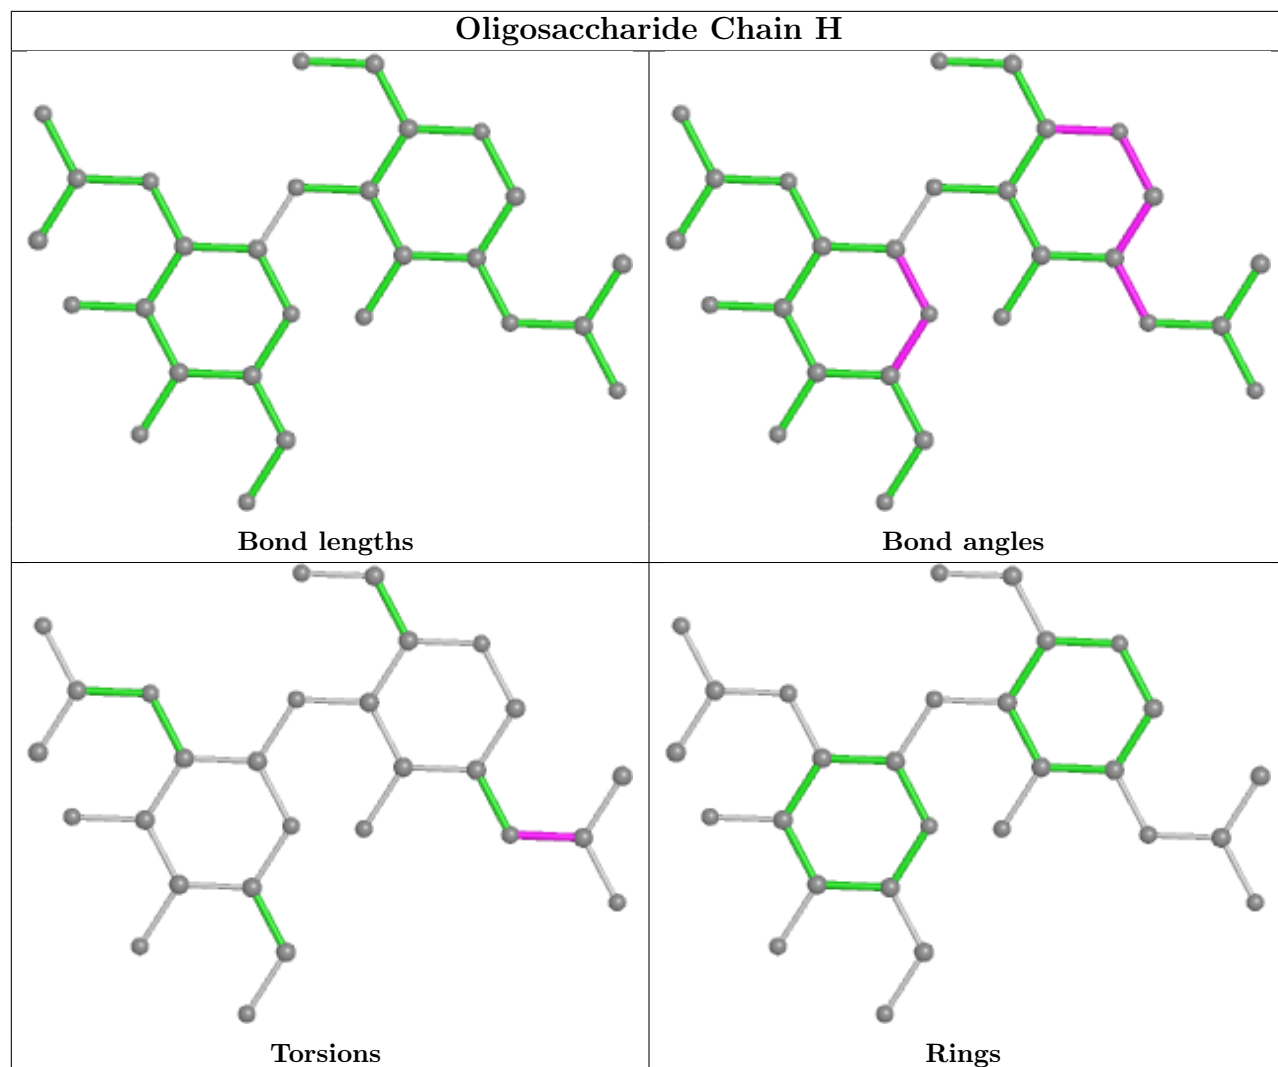 Oligosaccharide Chain H
Bond lengths
Bond angles
Torsions
Rings